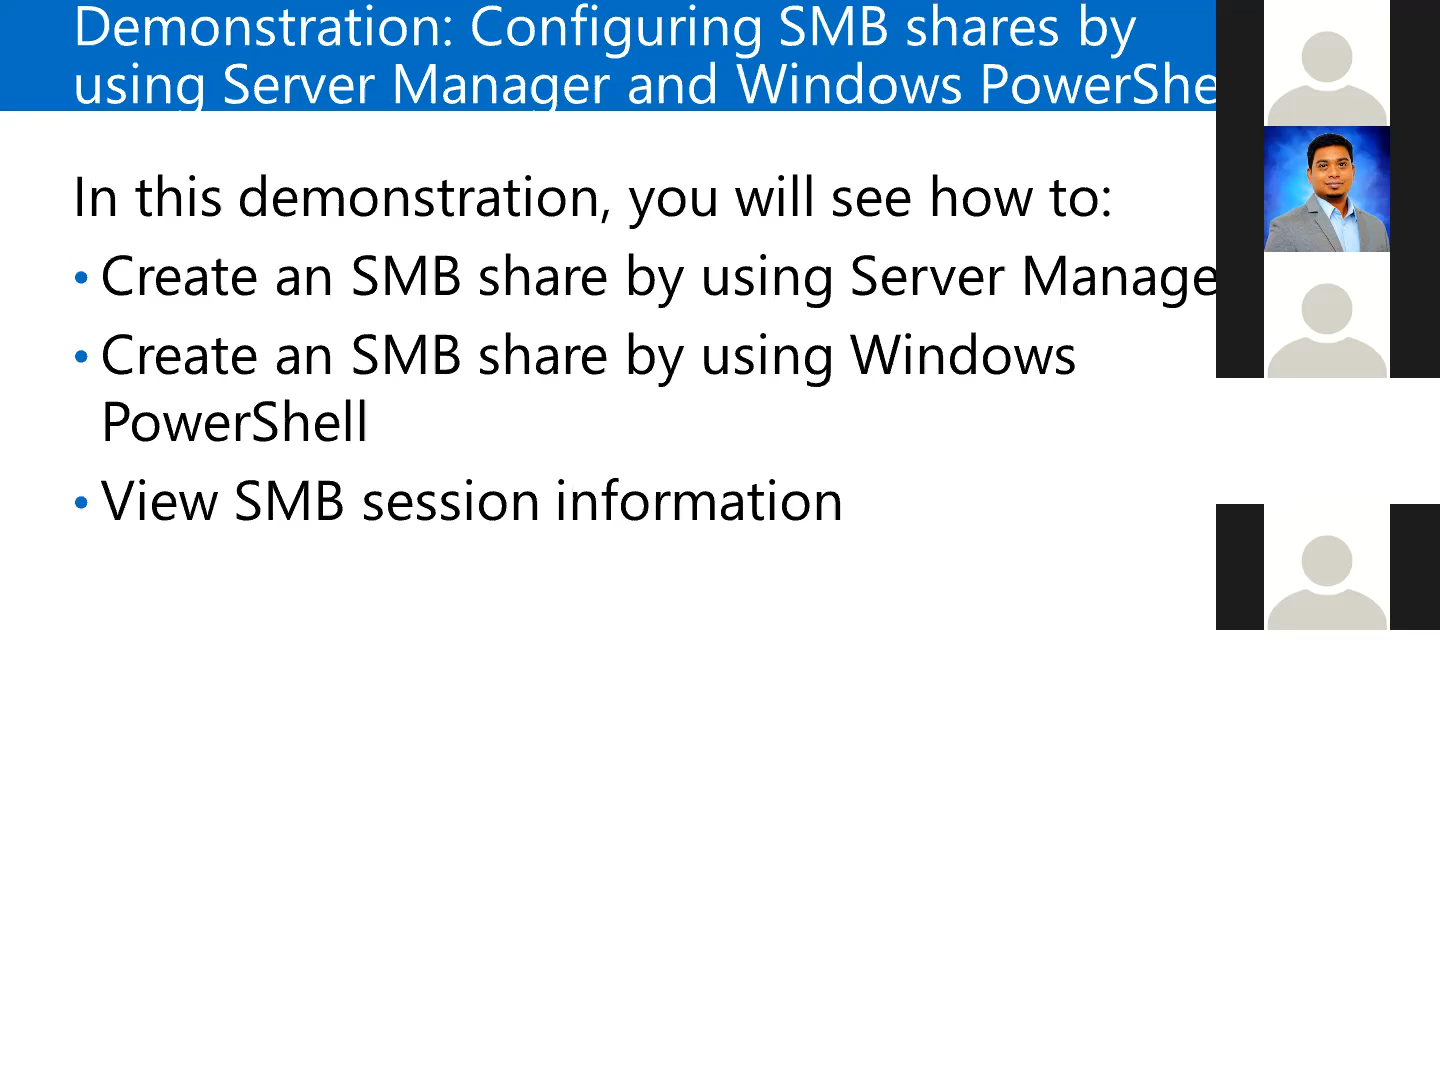 Demonstration: Configuring SMB shares by
using Server Manager and Windows PowerShe
In this demonstration, you will see how to:
• Create an SMB share by using Server Manage
• Create an SMB share by using Windows
PowerShell
• View SMB session information